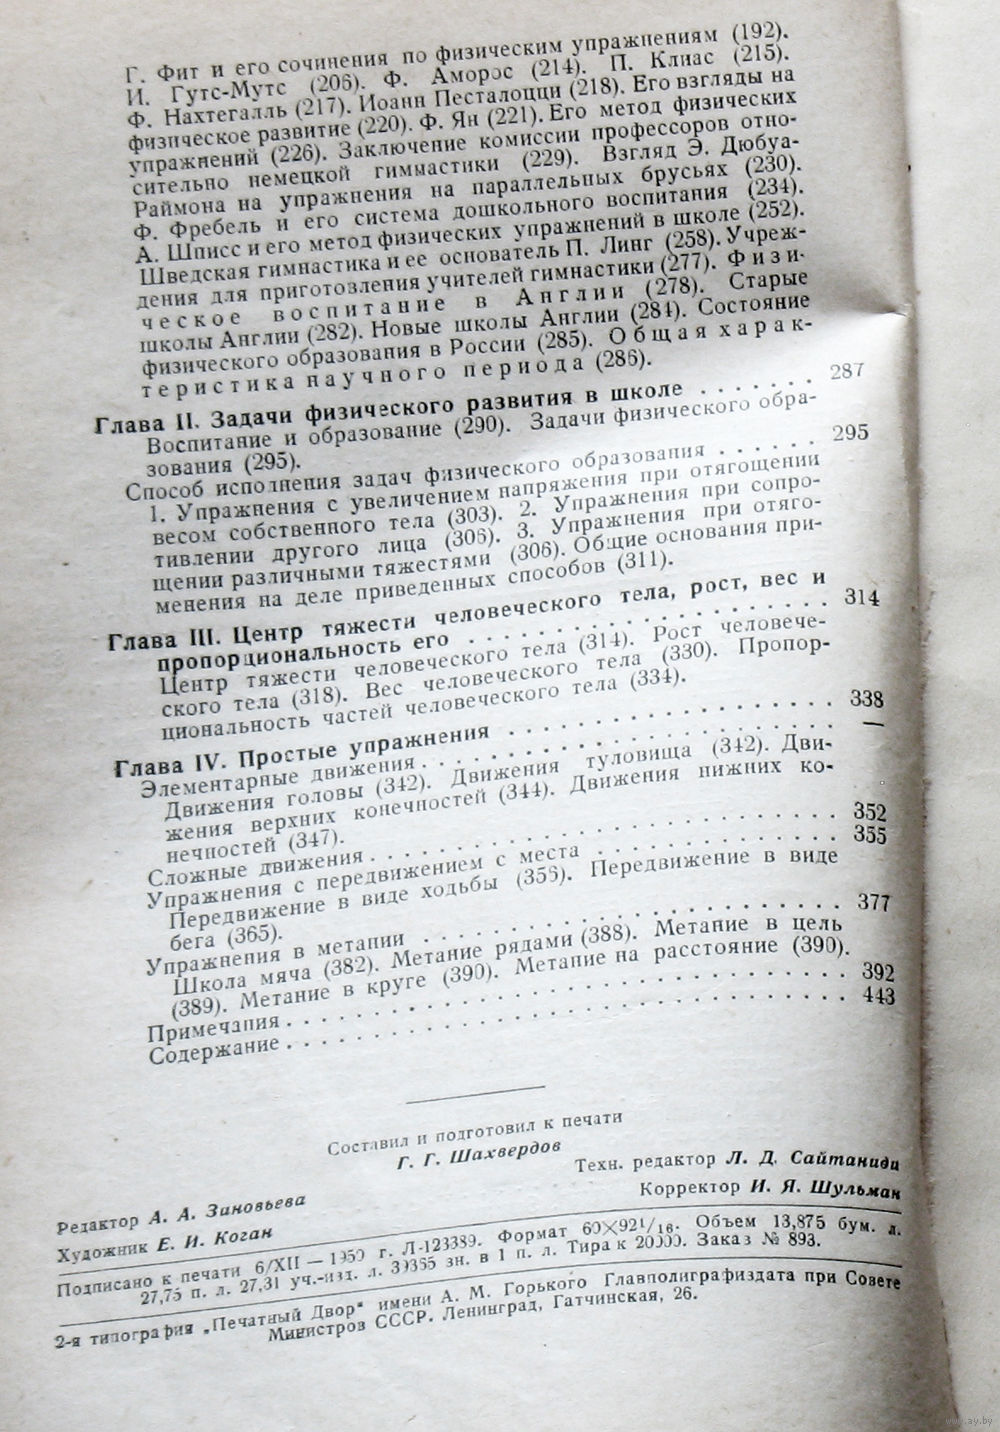 Г. Фит и его сочинения по физическим упражнениям (192).
И. Гутс-Мутс (206). Ф. Аморос (214). П. Клиас (215).
Ф. Нахтегалль (217). Иоанн Песталоцци (218). Его взгляды на
физическое развитие (220). Ф. Ян (221). Его метод физических
упражнений (226). Заключение комиссии профессоров отно-
сительно немецкой гимнастики (229). Взгляд Э. Дюбуа-
Раймона на упражнения на параллельных брусьях (230).
Ф. Фребель и его система дошкольного воспитания (234).
А. Шписс и его метод физических упражнений в школе (252).
Шведская гимнастика и ее основатель П. Линг (258). Учреж-
дения для приготовления учителей гимнастики (277). Физи-
ческое воспитание в Англии (278). Старые
школы Англии (282). Новые школы Англии (284). Состояние
физического образования в России (285). Общая харак-
теристика научного периода (286).
Глава II. Задачи физического развития в школе . . . . . . . 287
Воспитание и образование (290). Задачи физического обра-
зования (295).
Способ исполнения задач физического образования . . . . . . 295
1. Упражнения с увеличением напряжения при отягощении
весом собственного тела (303). 2. Упражнения при сопро-
тивлении другого лица (306). 3. Упражнения при отяго-
щении различными тяжестями (306). Общие основания при-
менения на деле приведенных способов (311).
Глава III. Центр тяжести человеческого тела, рост, вес и
пропорциональность его . . . . . . . . . . . . . . . . . . . 314
Центр тяжести человеческого тела (314). Рост человече-
ского тела (318). Вес человеческого тела (330). Пропор-
циональность частей человеческого тела (334).
Глава IV. Простые упражнения . . . . . . . . . . . . . . . . 338
Элементарные движения . . . . . . . . . . . . . . . . . . . —
Движения головы (342). Движения туловища (342). Дви-
жения верхних конечностей (344). Движения нижних ко-
нечностей (347).
Сложные движения . . . . . . . . . . . . . . . . . . . . . . 352
Упражнения с передвижением с места . . . . . . . . . . . . 355
Передвижение в виде ходьбы (356). Передвижение в виде
бега (365).
Упражнения в метании . . . . . . . . . . . . . . . . . . . . 377
Школа мяча (382). Метание рядами (388). Метание в цель
(389). Метание в круге (390). Метание на расстояние (390).
Примечания . . . . . . . . . . . . . . . . . . . . . . . . . 392
Содержание . . . . . . . . . . . . . . . . . . . . . . . . . 443
Составил и подготовил к печати
Г. Г. Шахвердов
Редактор А. А. Зиновьева
Техн. редактор Л. Д. Сайтаниди
Художник Е. И. Коган
Корректор И. Я. Шульман
Подписано к печати 6/XII — 1950 г. Л-123389. Формат 60×92 1/16. Объем 13,875 бум. л.
27,75 п. л. 27,31 уч.-изд. л. 39355 зн. в 1 п. л. Тираж 20000. Заказ № 893.
2-я типография „Печатный Двор“ имени А. М. Горького Главполиграфиздата при Совете
Министров СССР. Ленинград, Гатчинская, 26.
www.ay.by